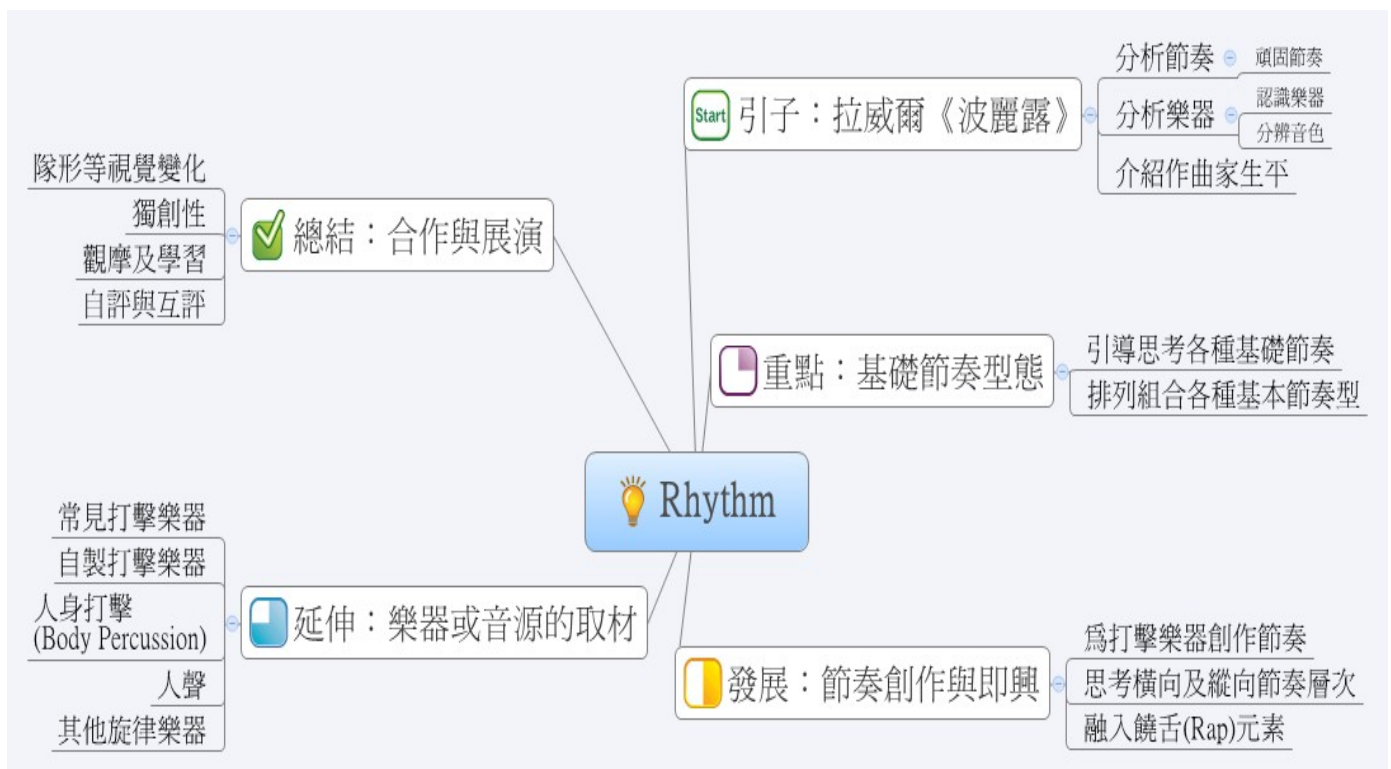 Start
引子：拉威爾《波麗露》
分析節奏
頑固節奏
分析樂器
認識樂器
分辨音色
介紹作曲家生平
重點：基礎節奏型態
引導思考各種基礎節奏
排列組合各種基本節奏型
Rhythm
發展：節奏創作與即興
為打擊樂器創作節奏
思考橫向及縱向節奏層次
融入饒舌(Rap)元素
延伸：樂器或音源的取材
常見打擊樂器
自製打擊樂器
人身打擊
(Body Percussion)
人聲
其他旋律樂器
總結：合作與展演
隊形等視覺變化
獨創性
觀摩及學習
自評與互評